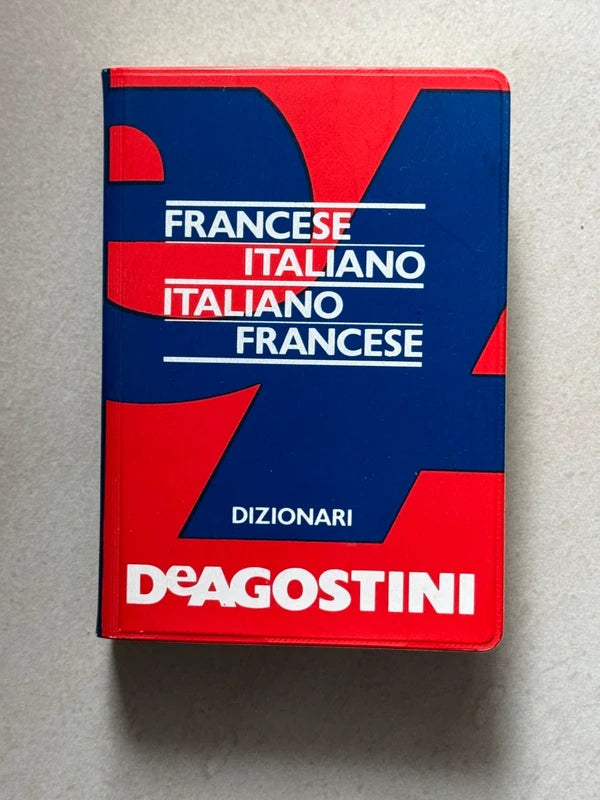 FRANCESE
ITALIANO
ITALIANO
FRANCESE
DIZIONARI
DeAGOSTINI